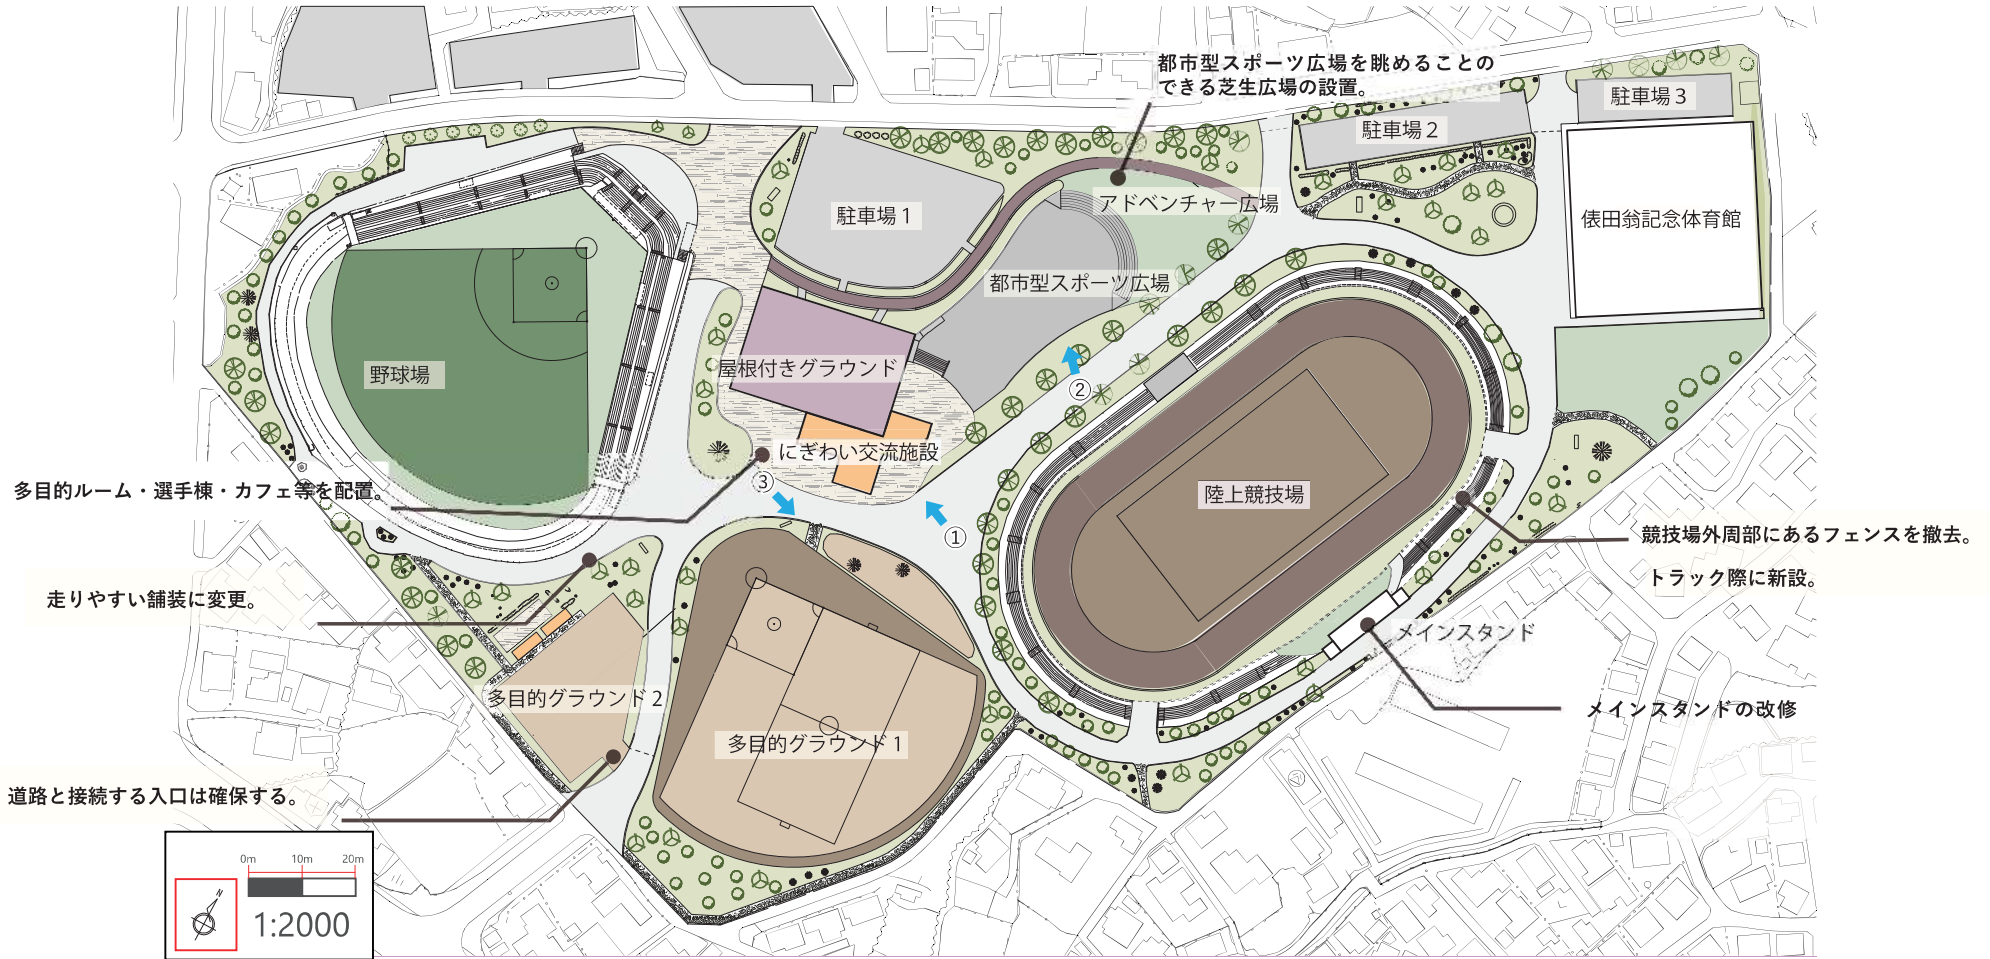 都市型スポーツ広場を眺めることの
できる芝生広場の設置。
駐車場3
駐車場2
駐車場1
アドベンチャー広場
俵田翁記念体育館
都市型スポーツ広場
野球場
屋根付きグラウンド
②
にぎわい交流施設
③
多目的ルーム・選手棟・カフェ等を配置。
陸上競技場
①
競技場外周部にあるフェンスを撤去。
トラック際に新設。
走りやすい舗装に変更。
メインスタンド
多目的グラウンド2
メインスタンドの改修
多目的グラウンド1
道路と接続する入口は確保する。
0m 10m 20m
N
1:2000